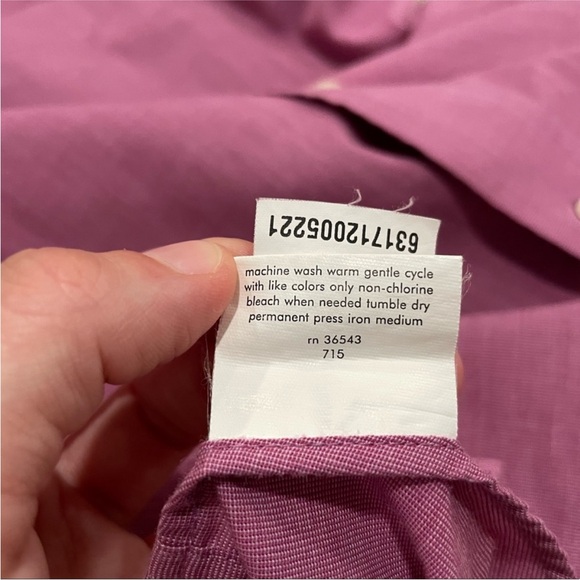 631712005221
machine wash warm gentle cycle
with like colors only non-chlorine
bleach when needed tumble dry
permanent press iron medium
rn 36543
715